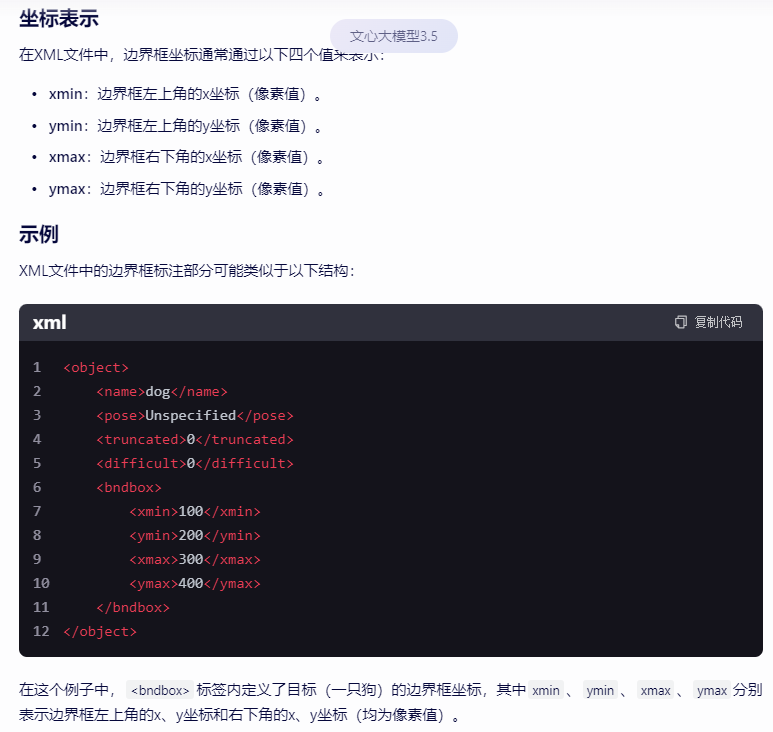 坐标表示
文心大模型3.5
在XML文件中，边界框坐标通常通过以下四个值来表示：
• xmin：边界框左上角的x坐标（像素值）。
• ymin：边界框左上角的y坐标（像素值）。
• xmax：边界框右下角的x坐标（像素值）。
• ymax：边界框右下角的y坐标（像素值）。
示例
XML文件中的边界框标注部分可能类似于以下结构：
xml 复制代码
1 <object>
2     <name>dog</name>
3     <pose>Unspecified</pose>
4     <truncated>0</truncated>
5     <difficult>0</difficult>
6     <bndbox>
7         <xmin>100</xmin>
8         <ymin>200</ymin>
9         <xmax>300</xmax>
10         <ymax>400</ymax>
11     </bndbox>
12 </object>
在这个例子中，<bndbox>标签内定义了目标（一只狗）的边界框坐标，其中 xmin 、 ymin 、 xmax 、 ymax 分别
表示边界框左上角的x、y坐标和右下角的x、y坐标（均为像素值）。